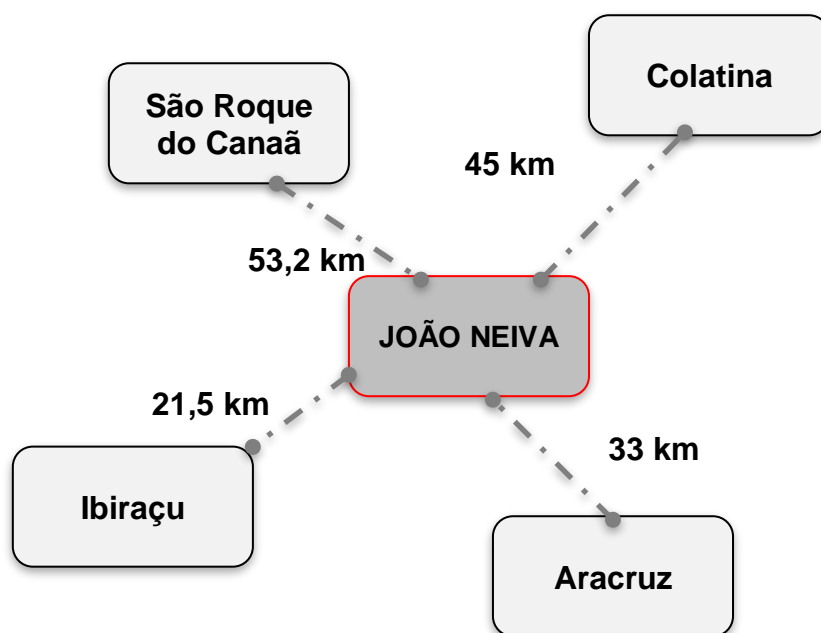 Colatina
São Roque
do Canaã
45 km
53,2 km
JOÃO NEIVA
21,5 km
33 km
Ibiraçu
Aracruz